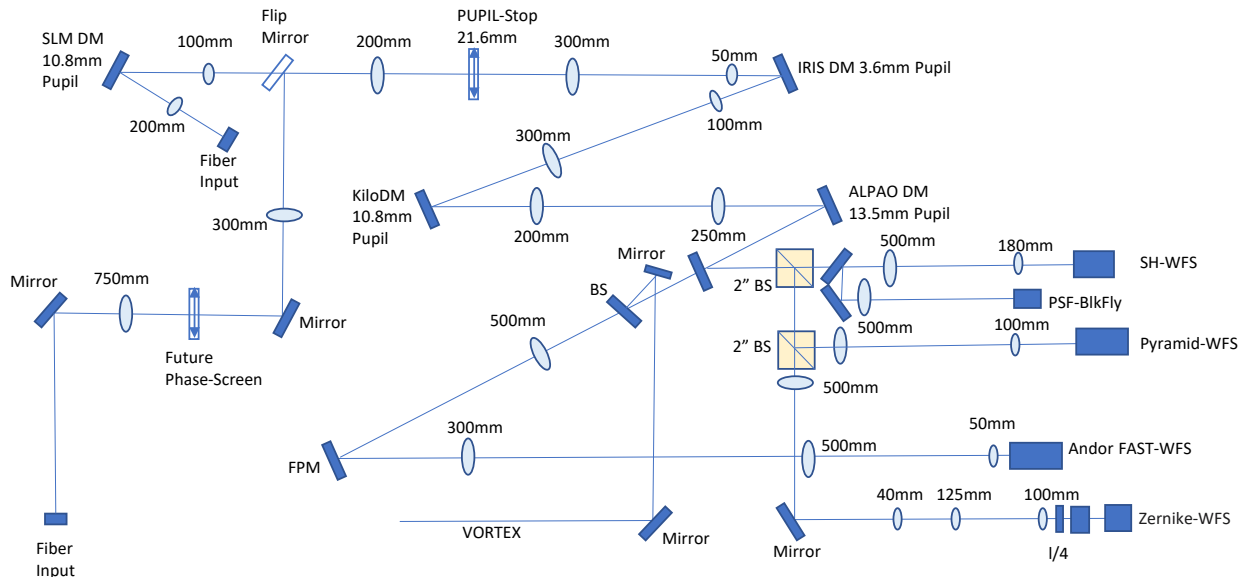 SLM DM
10.8mm
Pupil
100mm
Flip
Mirror
200mm
PUPIL-Stop
21.6mm
300mm
50mm
IRIS DM 3.6mm Pupil
200mm
Fiber
Input
100mm
300mm
KiloDM
10.8mm
Pupil
200mm
250mm
ALPAO DM
13.5mm Pupil
300mm
Mirror
750mm
Mirror
Future
Phase-Screen
Mirror
BS
500mm
2” BS
500mm
180mm
SH-WFS
PSF-BlkFly
500mm
100mm
Pyramid-WFS
2” BS
500mm
FPM
300mm
500mm
50mm
Andor FAST-WFS
Fiber
Input
VORTEX
Mirror
Mirror
40mm
125mm
100mm
Zernike-WFS
l/4